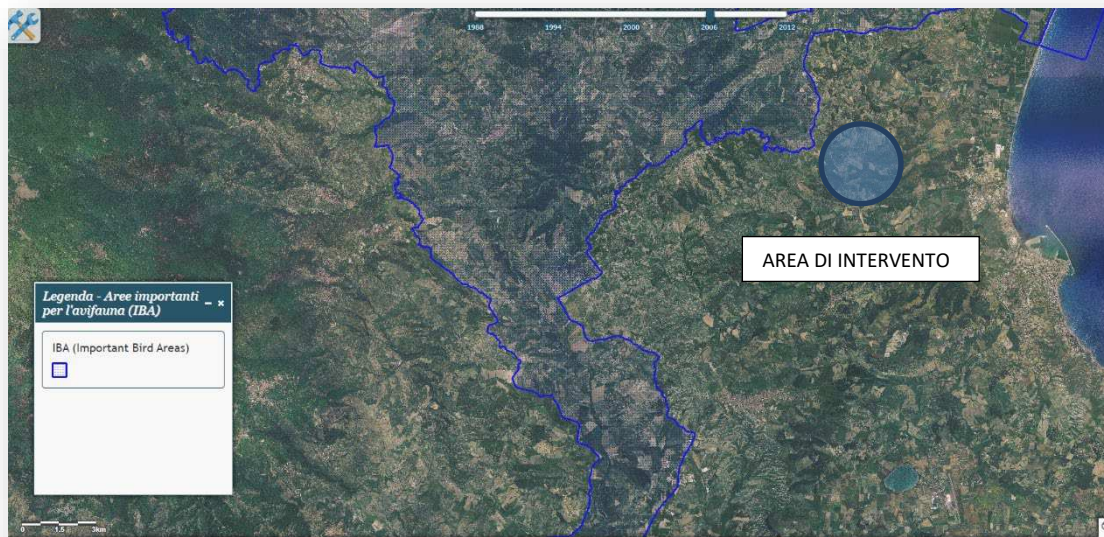 1988 1994 2000 2006 2012
AREA DI INTERVENTO
Legenda - Aree importanti
per l'avifauna (IBA)
IBA (Important Bird Areas)
0 1.5 3km